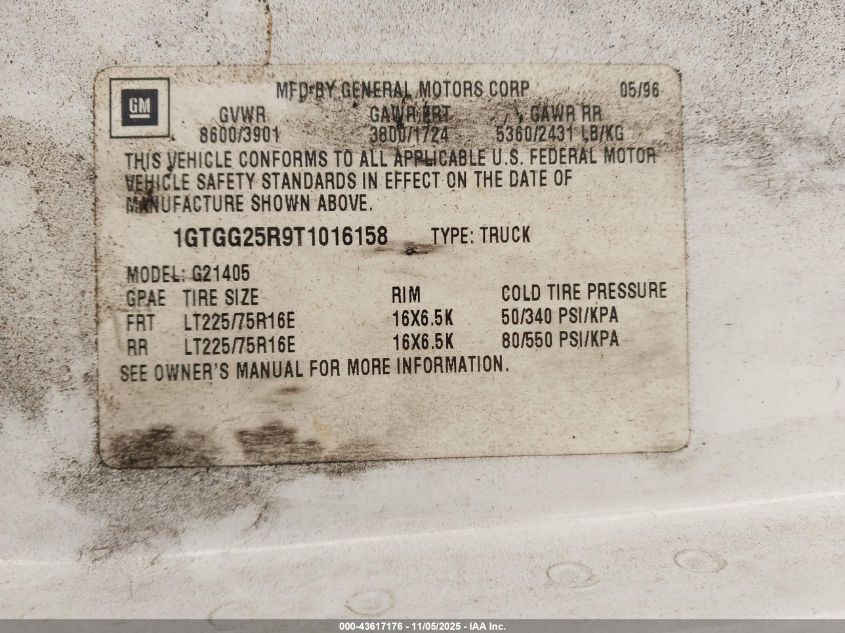 GM
MFD BY GENERAL MOTORS CORP 05/96
GVWR GAWR FRT GAWR RR
8600/3901 3800/1724 5360/2431 LB/KG
THIS VEHICLE CONFORMS TO ALL APPLICABLE U.S. FEDERAL MOTOR
VEHICLE SAFETY STANDARDS IN EFFECT ON THE DATE OF
MANUFACTURE SHOWN ABOVE.
1GTGG25R9T1016158 TYPE: TRUCK
MODEL: G21405
GPAE TIRE SIZE RIM COLD TIRE PRESSURE
FRT LT225/75R16E 16X6.5K 50/340 PSI/KPA
RR LT225/75R16E 16X6.5K 80/550 PSI/KPA
SEE OWNER'S MANUAL FOR MORE INFORMATION.
000-43617176 - 11/05/2025 - IAA Inc.